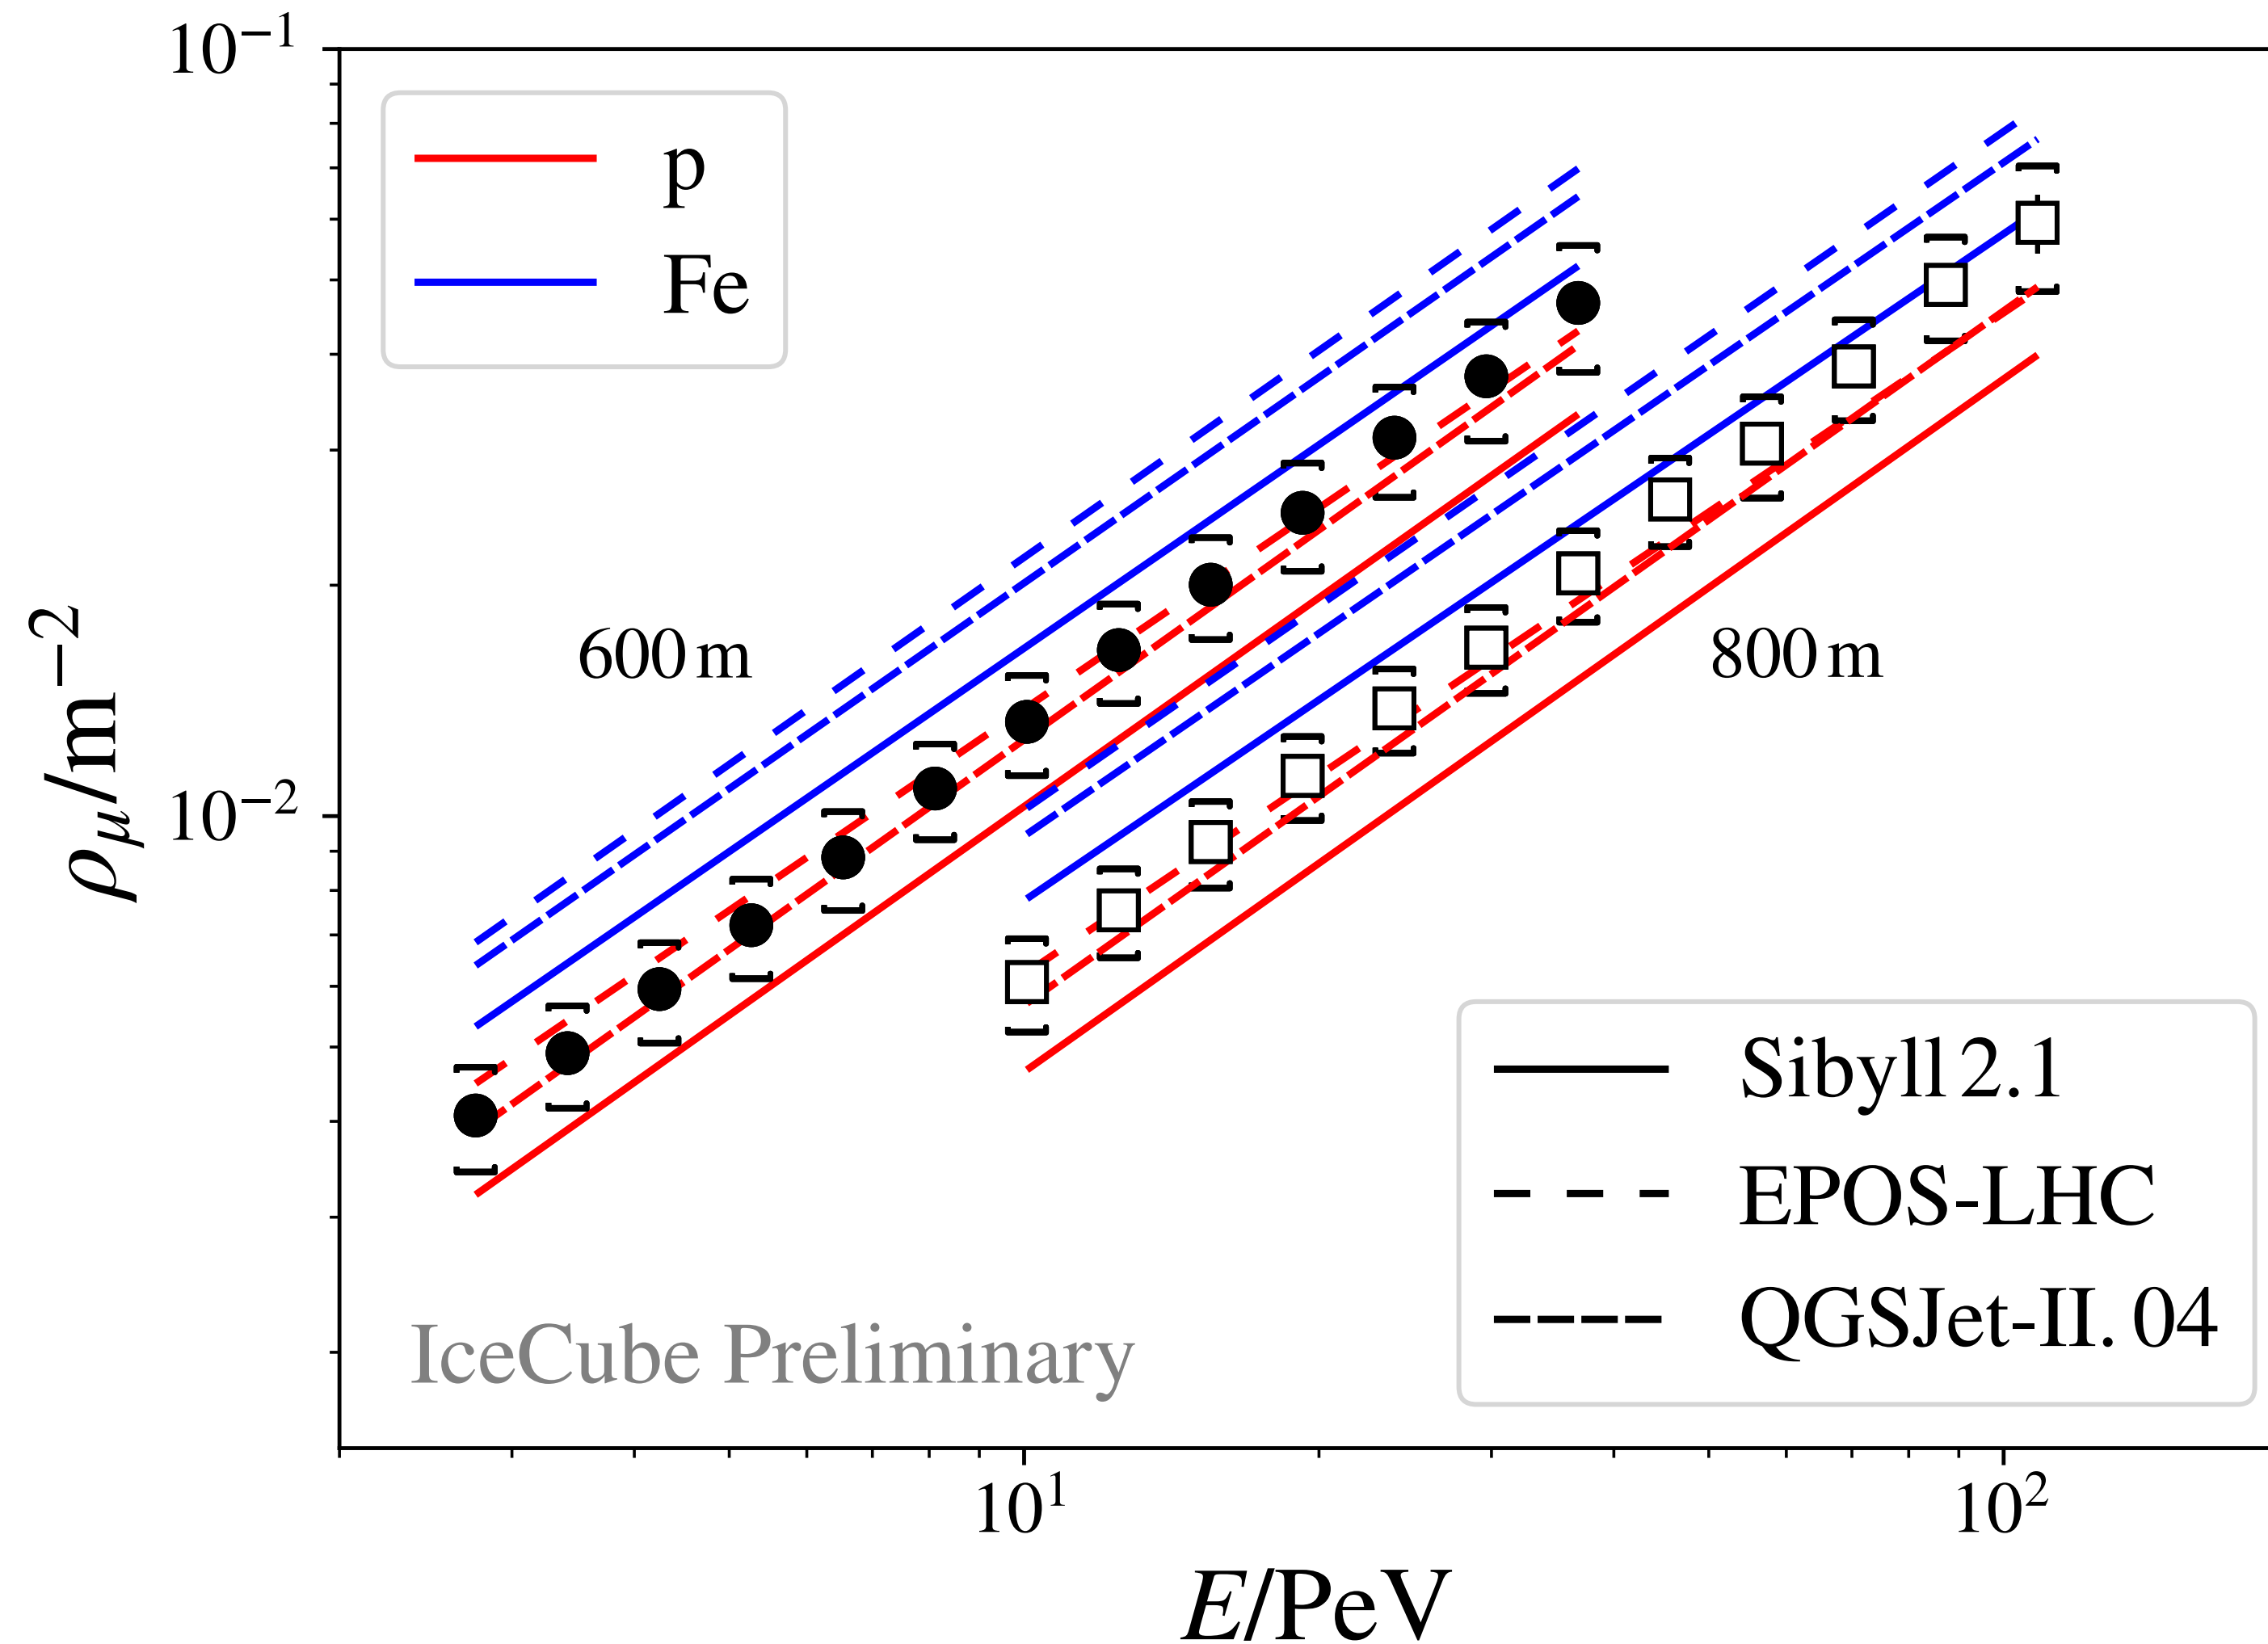 10⁻¹
p
Fe
600 m
800 m
ρμ/m⁻²
10⁻²
Sibyll 2.1
EPOS-LHC
QGSJet-II. 04
IceCube Preliminary
10¹
10²
E/PeV